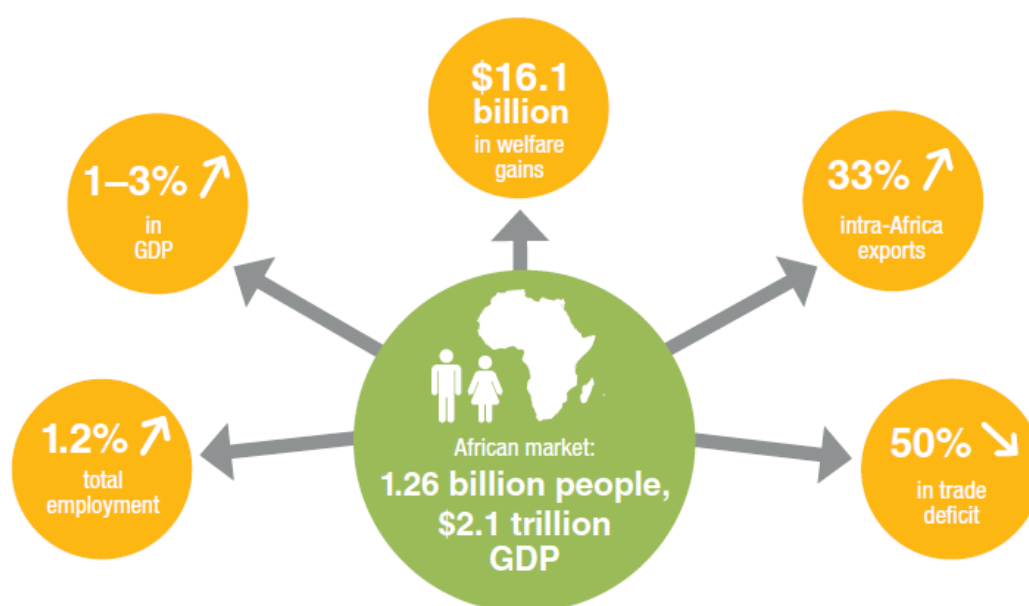 $16.1
billion
in welfare
gains
1–3%
in
GDP
33%
intra-Africa
exports
1.2%
total
employment
African market:
1.26 billion people,
$2.1 trillion
GDP
50%
in trade
deficit